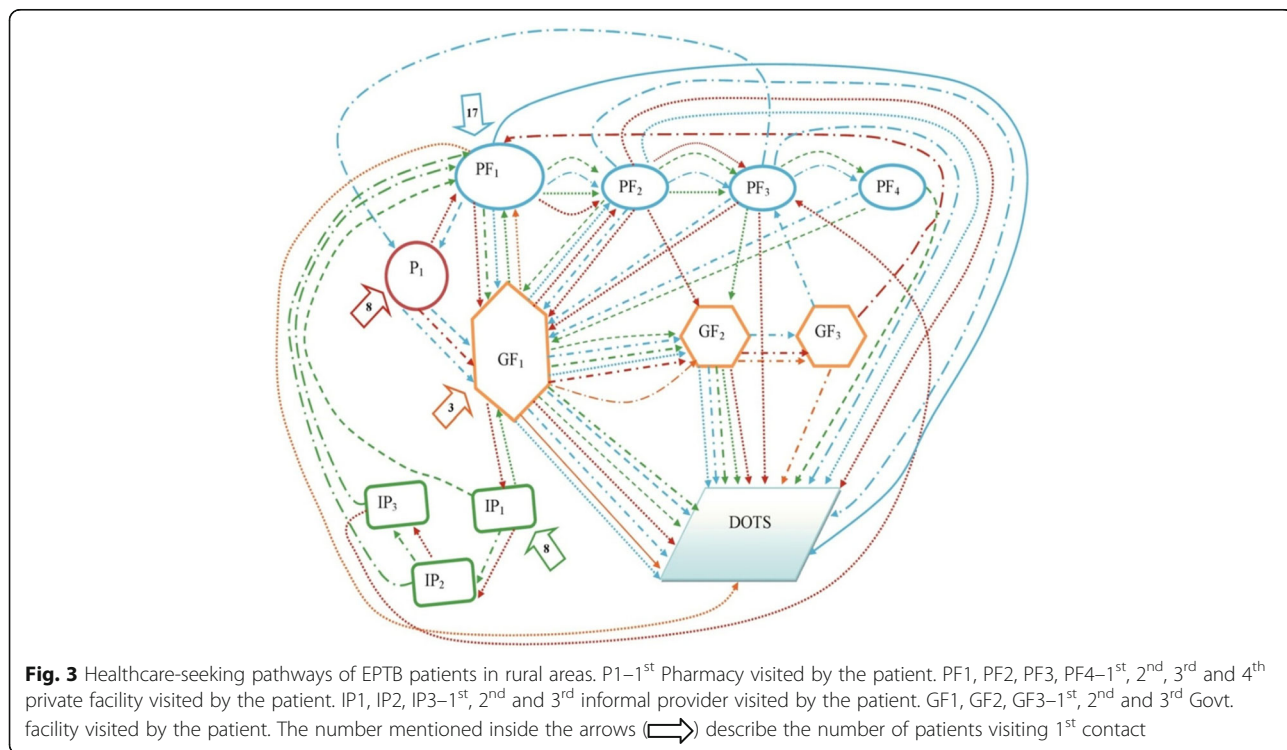 17
PF₁
PF₂
PF₃
PF₄
P₁
8
GF₁
GF₂
GF₃
3
IP₃
IP₁
8
IP₂
DOTS
Fig. 3 Healthcare-seeking pathways of EPTB patients in rural areas. P1–1st Pharmacy visited by the patient. PF1, PF2, PF3, PF4–1st, 2nd, 3rd and 4th
private facility visited by the patient. IP1, IP2, IP3–1st, 2nd and 3rd informal provider visited by the patient. GF1, GF2, GF3–1st, 2nd and 3rd Govt.
facility visited by the patient. The number mentioned inside the arrows () describe the number of patients visiting 1st contact